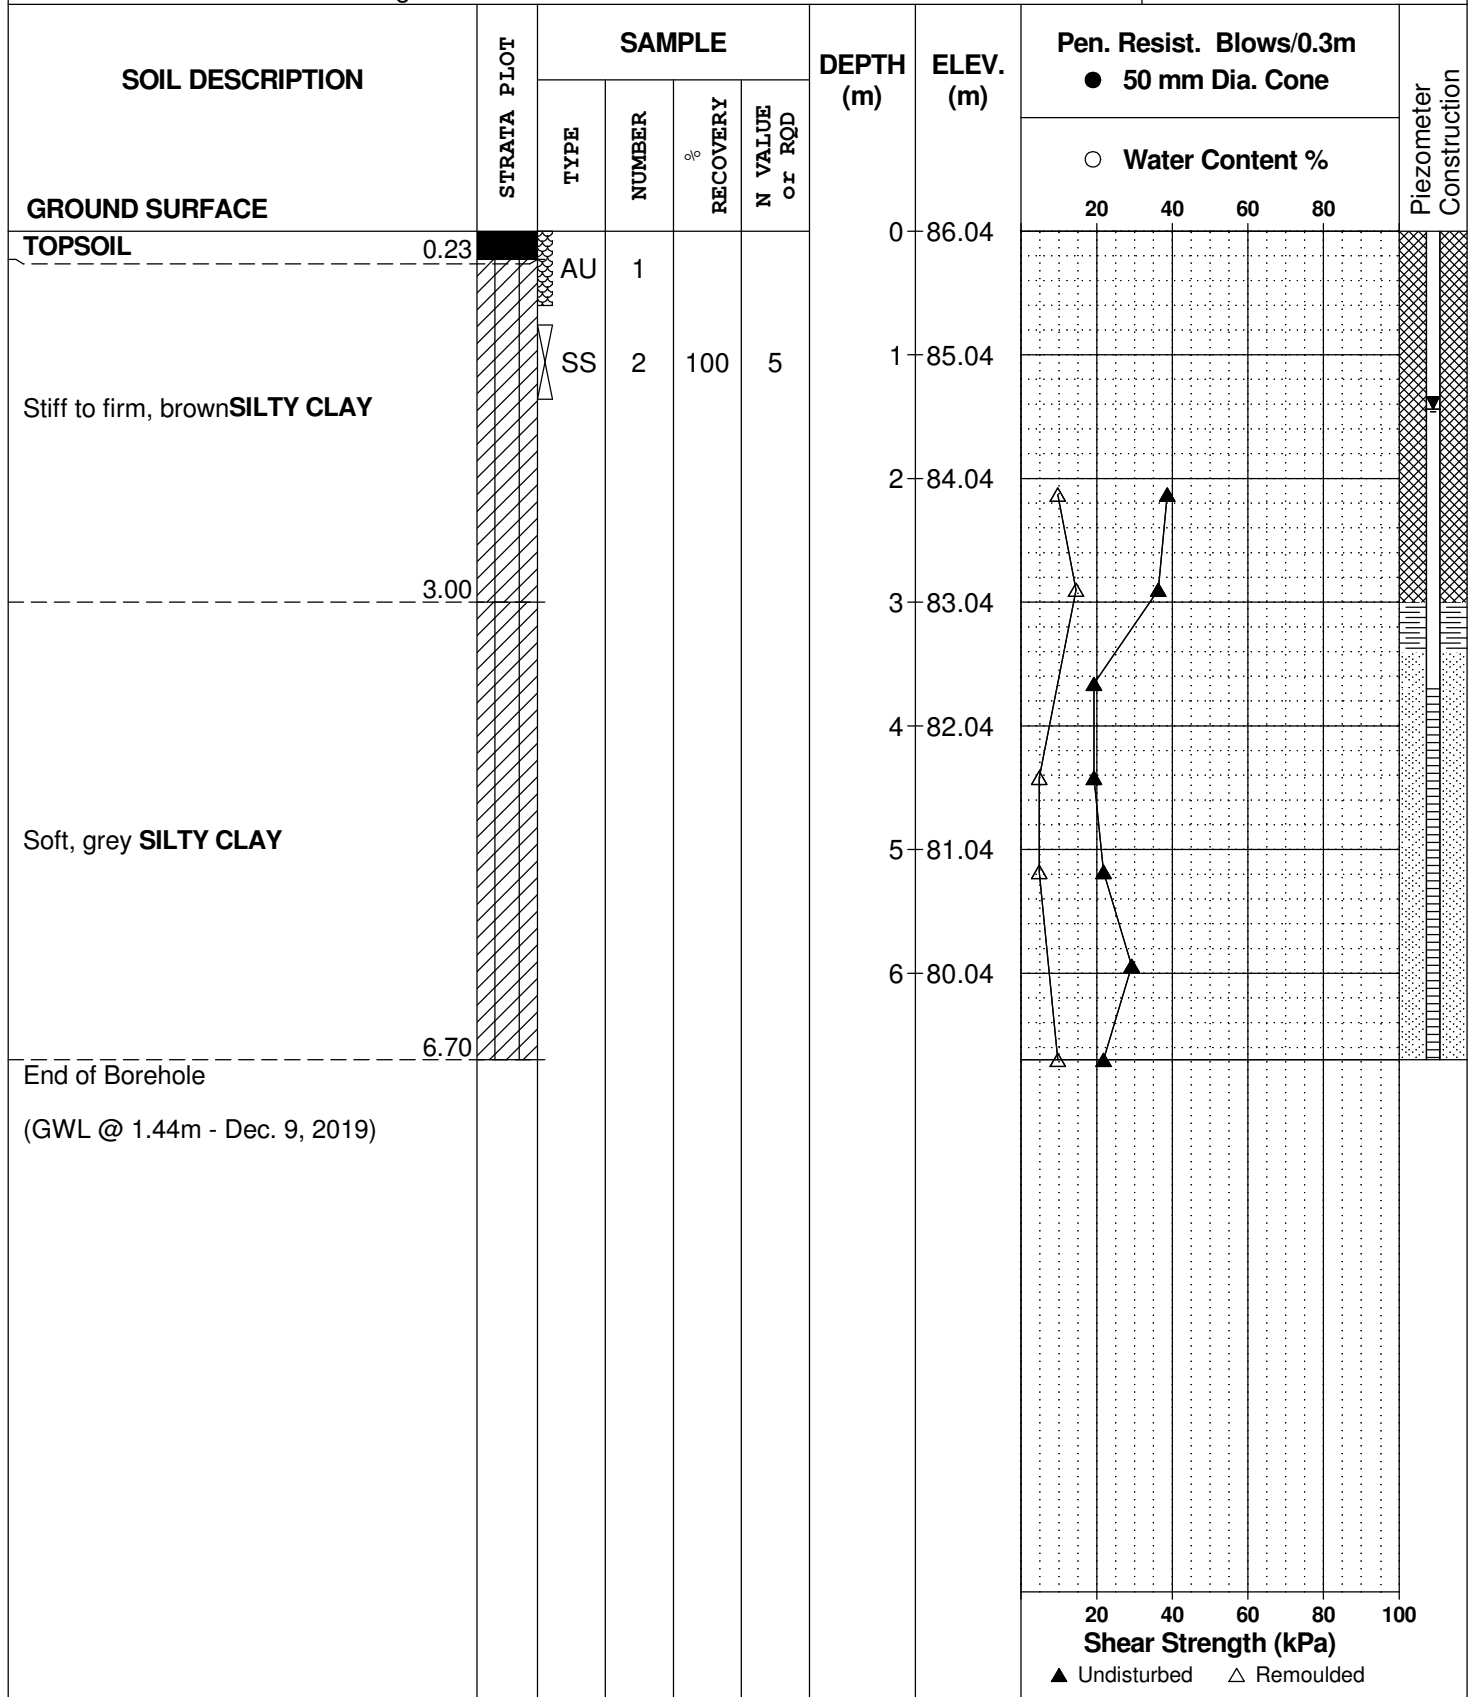 SOIL DESCRIPTION
GROUND SURFACE
STRATA PLOT
SAMPLE
TYPE
NUMBER
% RECOVERY
N VALUE or RQD
DEPTH (m)
ELEV. (m)
Pen. Resist. Blows/0.3m
● 50 mm Dia. Cone
○ Water Content %
20 40 60 80
Piezometer Construction
TOPSOIL 0.23
AU 1
SS 2 100 5
Stiff to firm, brownSILTY CLAY
3.00
Soft, grey SILTY CLAY
6.70
End of Borehole
(GWL @ 1.44m - Dec. 9, 2019)
0 86.04
1 85.04
2 84.04
3 83.04
4 82.04
5 81.04
6 80.04
20 40 60 80 100
Shear Strength (kPa)
▲ Undisturbed △ Remoulded